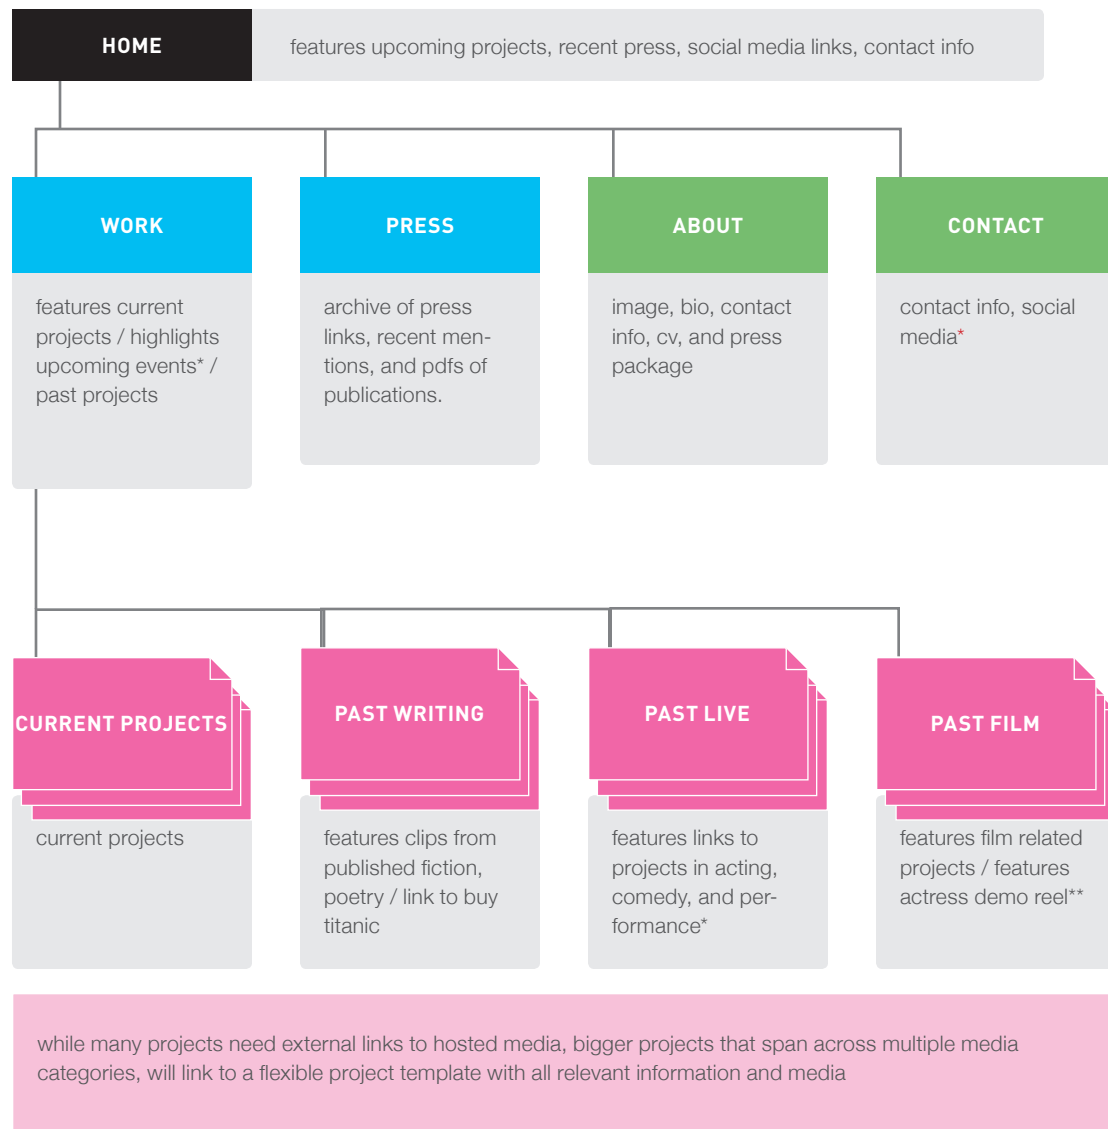 HOME
features upcoming projects, recent press, social media links, contact info
WORK
PRESS
ABOUT
CONTACT
features current
projects / highlights
upcoming events* /
past projects
archive of press
links, recent men-
tions, and pdfs of
publications.
image, bio, contact
info, cv, and press
package
contact info, social
media*
CURRENT PROJECTS
PAST WRITING
PAST LIVE
PAST FILM
current projects
features clips from
published fiction,
poetry / link to buy
titanic
features links to
projects in acting,
comedy, and per-
formance*
features film related
projects / features
actress demo reel**
while many projects need external links to hosted media, bigger projects that span across multiple media
categories, will link to a flexible project template with all relevant information and media